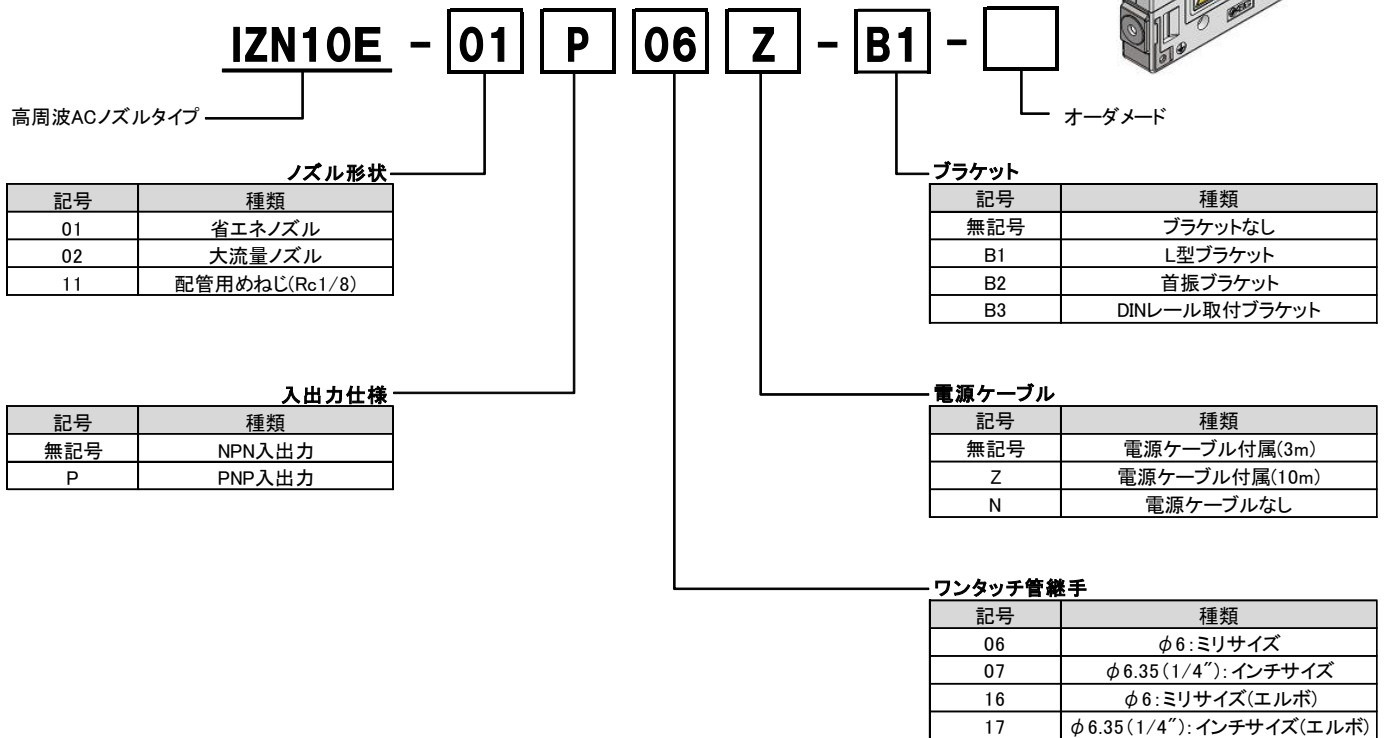 IZN10E - 01 P 06 Z - B1 -
高周波ACノズルタイプ
オーダメード
ノズル形状
記号 種類
01 省エネノズル
02 大流量ノズル
11 配管用めねじ(Rc1/8)
ブラケット
記号 種類
無記号 ブラケットなし
B1 L型ブラケット
B2 首振ブラケット
B3 DINレール取付ブラケット
入出力仕様
記号 種類
無記号 NPN入出力
P PNP入出力
電源ケーブル
記号 種類
無記号 電源ケーブル付属(3m)
Z 電源ケーブル付属(10m)
N 電源ケーブルなし
ワンタッチ管継手
記号 種類
06 φ6:ミリサイズ
07 φ6.35(1/4″):インチサイズ
16 φ6:ミリサイズ(エルボ)
17 φ6.35(1/4″):インチサイズ(エルボ)